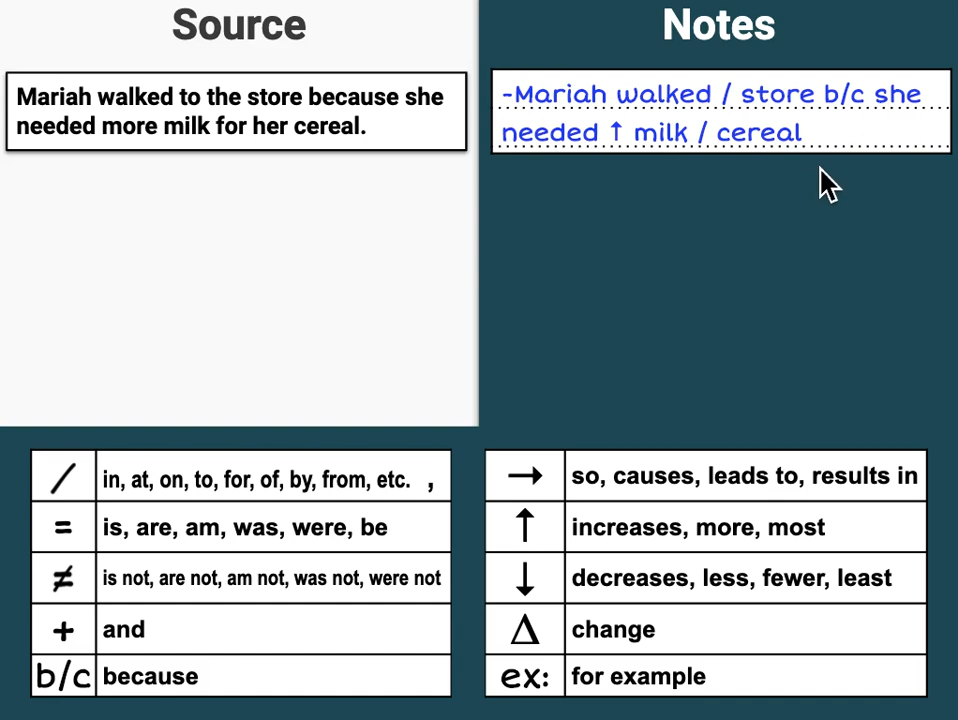 Source
Notes
Mariah walked to the store because she
needed more milk for her cereal.
-Mariah walked / store b/c she
needed ↑ milk / cereal
/ in, at, on, to, for, of, by, from, etc. ,
= is, are, am, was, were, be
≠ is not, are not, am not, was not, were not
+ and
b/c because
→ so, causes, leads to, results in
↑ increases, more, most
↓ decreases, less, fewer, least
Δ change
ex: for example